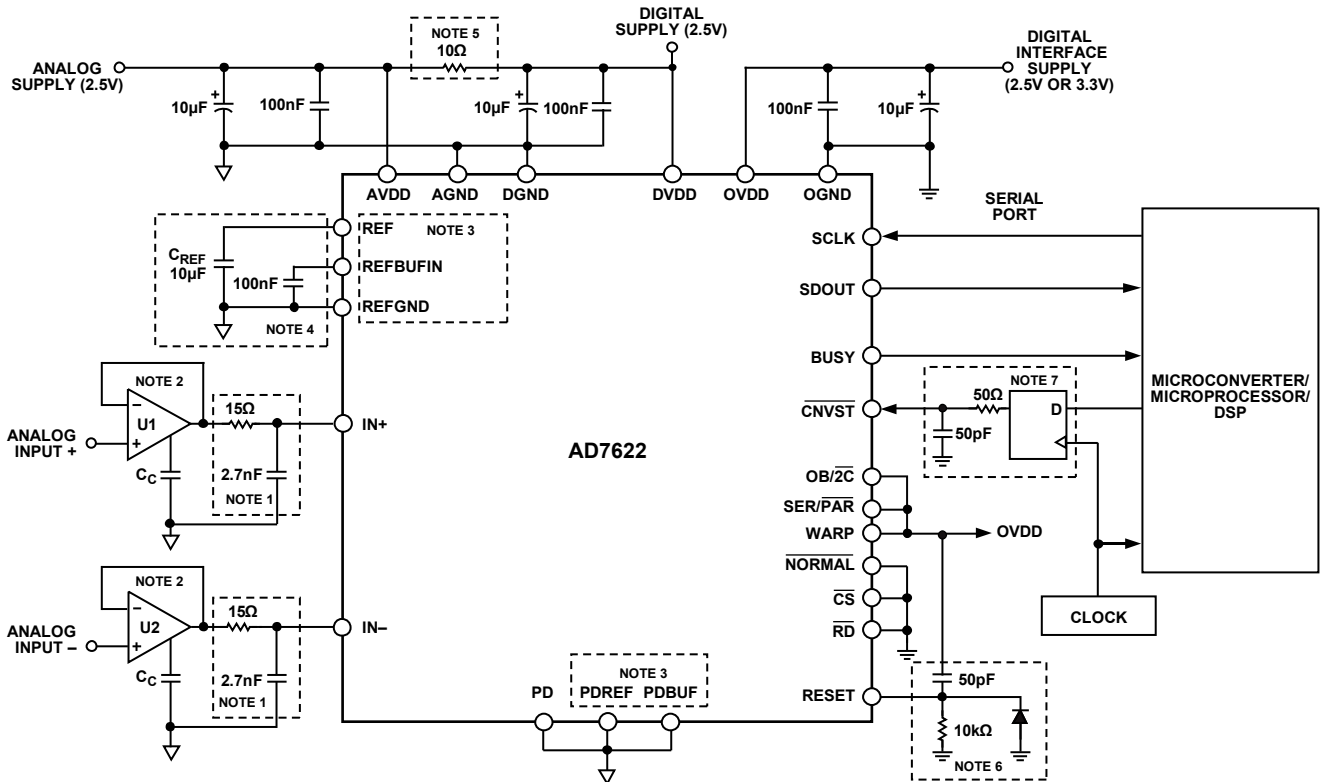 ANALOG
SUPPLY (2.5V)
NOTE 5
10Ω
DIGITAL
SUPPLY (2.5V)
DIGITAL
INTERFACE
SUPPLY
(2.5V OR 3.3V)
10µF
+
100nF
10µF
+
100nF
100nF
10µF
+
AVDD
AGND
DGND
DVDD
OVDD
OGND
CREF
10µF
100nF
NOTE 4
REF
REFBUFIN
REFGND
NOTE 3
SERIAL
PORT
SCLK
SDOUT
BUSY
CNVST
OB/2C
SER/PAR
WARP
NORMAL
CS
RD
RESET
OVDD
NOTE 7
50Ω
50pF
D
MICROCONVERTER/
MICROPROCESSOR/
DSP
CLOCK
AD7622
NOTE 2
–
U1
+
ANALOG
INPUT +
CC
15Ω
2.7nF
NOTE 1
IN+
NOTE 2
–
U2
+
ANALOG
INPUT –
CC
15Ω
2.7nF
NOTE 1
IN–
PD
NOTE 3
PDREF
PDBUF
50pF
10kΩ
NOTE 6